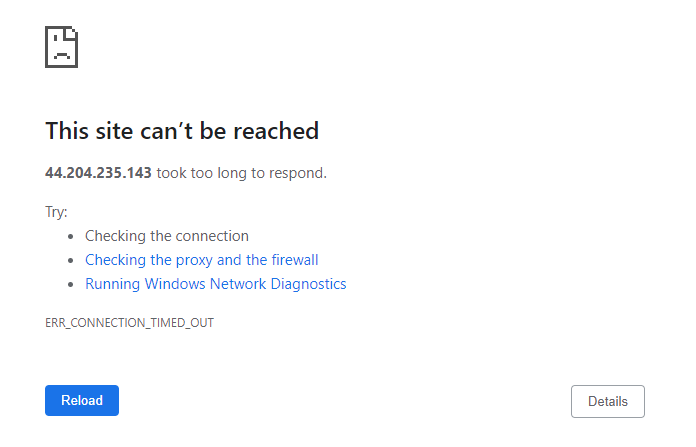 This site can’t be reached
44.204.235.143 took too long to respond.
Try:
Checking the connection
Checking the proxy and the firewall
Running Windows Network Diagnostics
ERR_CONNECTION_TIMED_OUT
Reload
Details